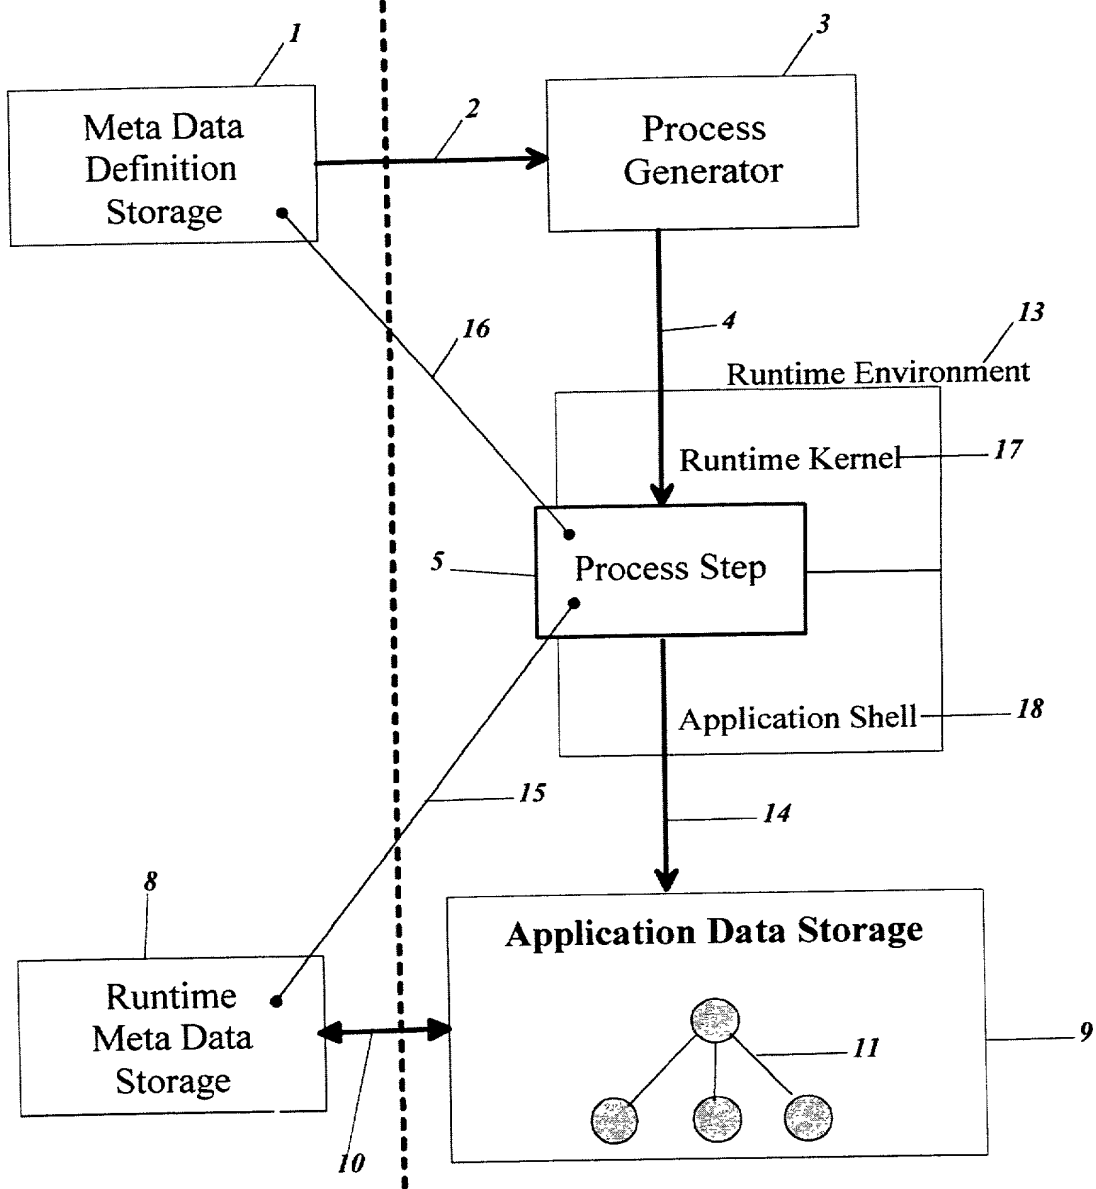 1
3
Meta Data
Definition
Storage
2
Process
Generator
16
4
13
Runtime Environment
Runtime Kernel
17
5
Process Step
Application Shell
18
15
14
8
Application Data Storage
Runtime
Meta Data
Storage
11
9
10